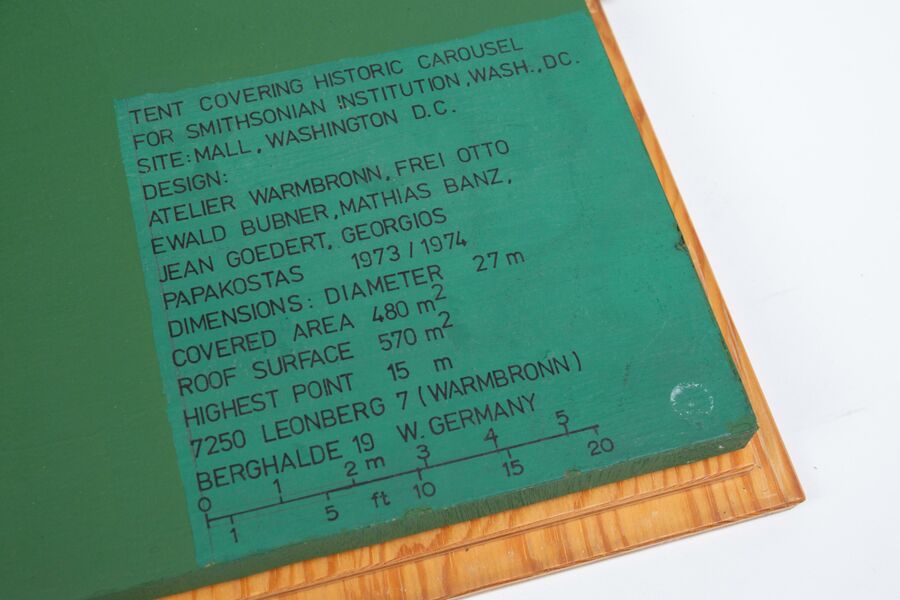 TENT COVERING HISTORIC CAROUSEL
FOR SMITHSONIAN INSTITUTION, WASH., DC.
SITE: MALL, WASHINGTON D.C.
DESIGN:
ATELIER WARMBRONN, FREI OTTO
EWALD BUBNER, MATHIAS BANZ,
JEAN GOEDERT, GEORGIOS
PAPAKOSTAS 1973/1974
DIMENSIONS: DIAMETER 27 m
COVERED AREA 480 m²
ROOF SURFACE 570 m²
HIGHEST POINT 15 m
7250 LEONBERG 7 (WARMBRONN)
BERGHALDE 19 W. GERMANY
0 1 2 m 3 4 5
1 5 ft 10 15 20